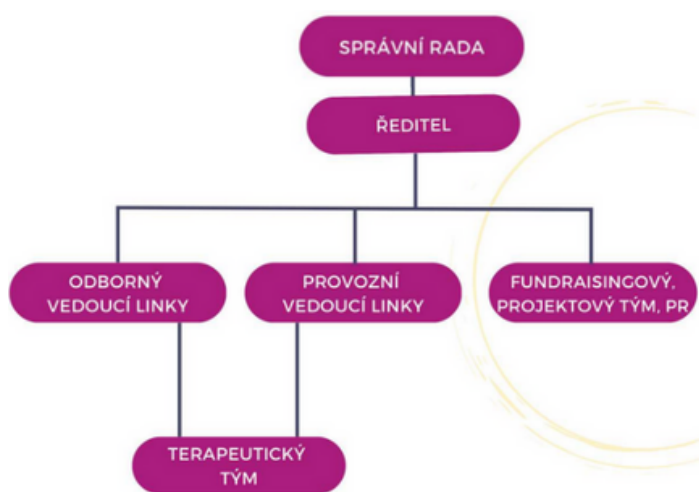 SPRÁVNÍ RADA
ŘEDITEL
ODBORNÝ
VEDOUCÍ LINKY
PROVOZNÍ
VEDOUCÍ LINKY
FUNDRAISINGOVÝ,
PROJEKTOVÝ TÝM, PR
TERAPEUTICKÝ
TÝM